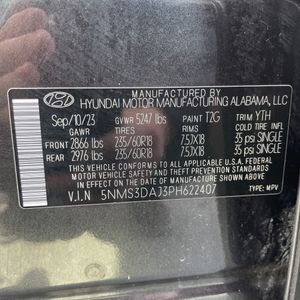 MANUFACTURED BY
HYUNDAI MOTOR MANUFACTURING ALABAMA, LLC
Sep/10/23 GVWR 5247 lbs PAINT T2G TRIM YTH
GAWR TIRES RIMS COLD TIRE INFL
FRONT 2866 lbs 235/60R18 7.5JX18 35 psi SINGLE
REAR 2976 lbs 235/60R18 7.5JX18 35 psi SINGLE
THIS VEHICLE CONFORMS TO ALL APPLICABLE
FEDERAL MOTOR VEHICLE SAFETY AND
THEFT PREVENTION STANDARDS IN EFFECT ON
THE DATE OF MANUFACTURE SHOWN ABOVE.
V.I.N 5NMS3DAJ3PH622407 TYPE: MPV